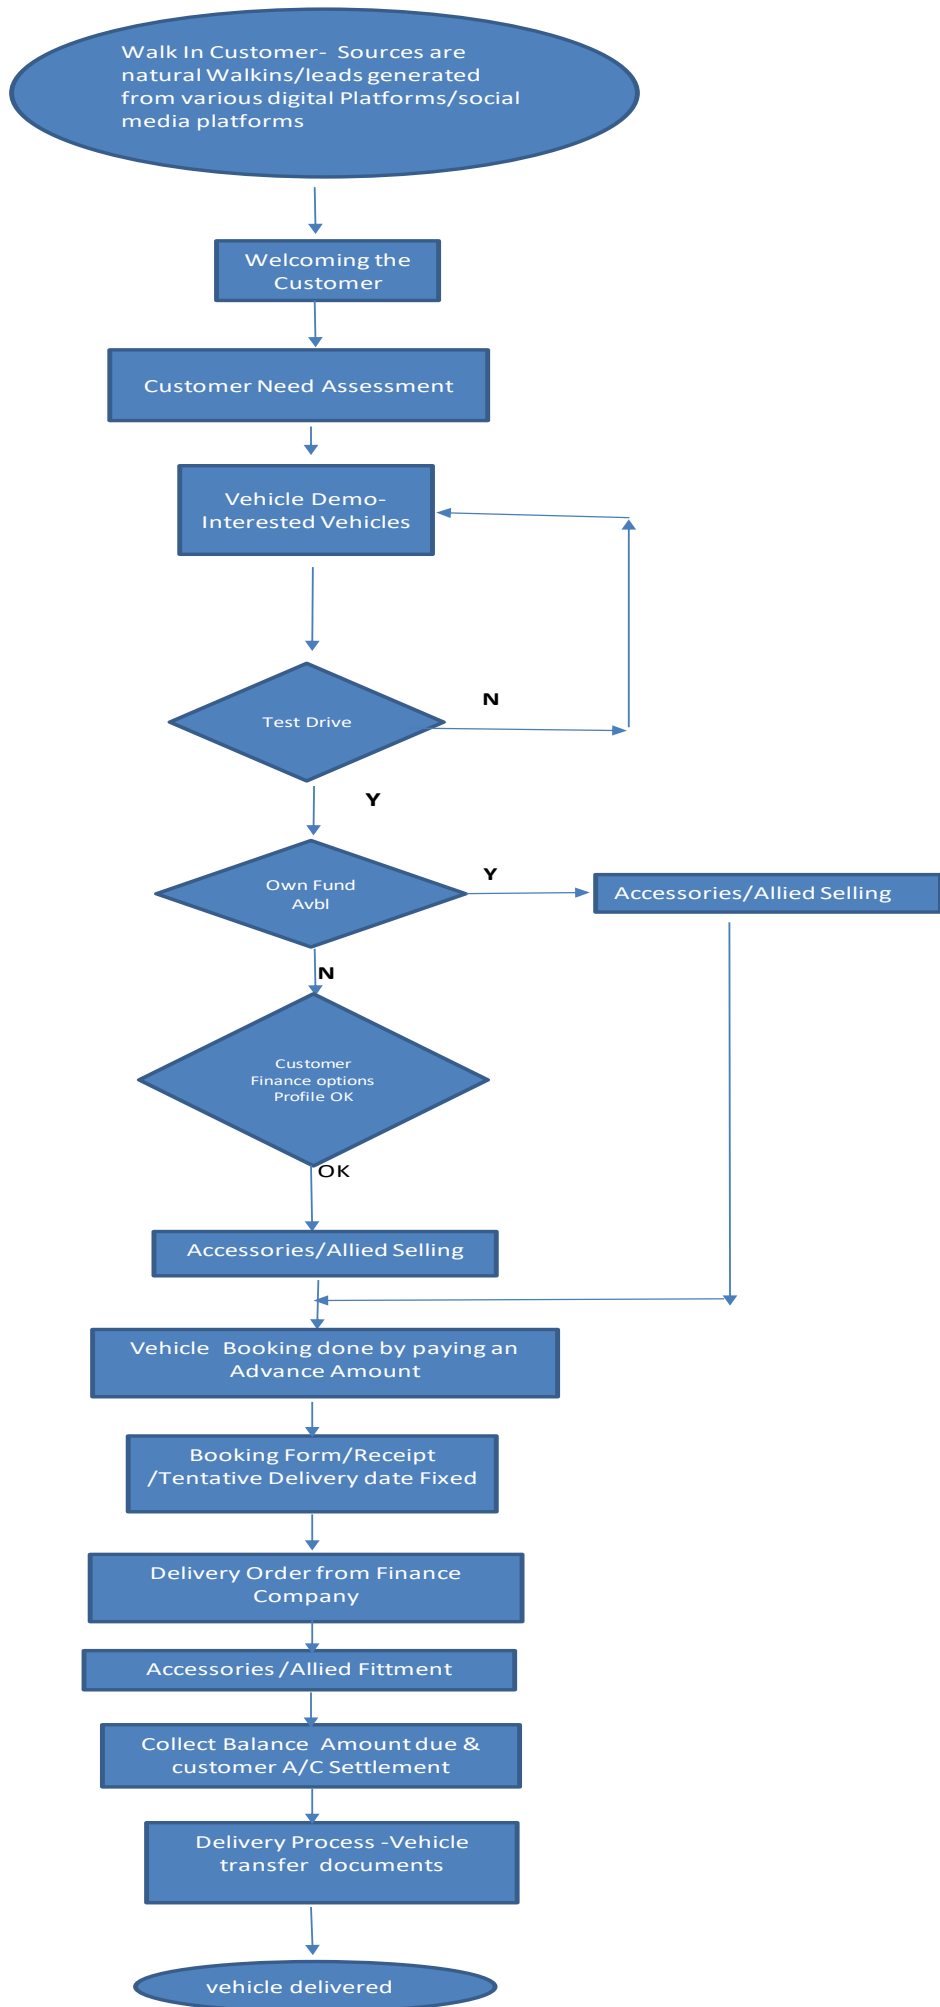 Walk In Customer- Sources are
natural Walkins/leads generated
from various digital Platforms/social
media platforms
Welcoming the
Customer
Customer Need Assessment
Vehicle Demo-
Interested Vehicles
N
Test Drive
Y
Own Fund
Avbl
Y
Accessories/Allied Selling
N
Customer
Finance options
Profile OK
OK
Accessories/Allied Selling
Vehicle Booking done by paying an
Advance Amount
Booking Form/Receipt
/Tentative Delivery date Fixed
Delivery Order from Finance
Company
Accessories /Allied Fittment
Collect Balance Amount due &
customer A/C Settlement
Delivery Process -Vehicle
transfer documents
vehicle delivered